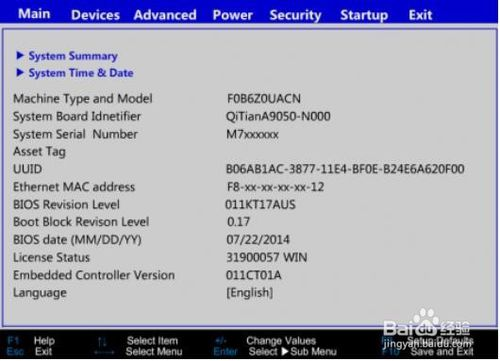 Main Devices Advanced Power Security Startup Exit
System Summary
System Time & Date
Machine Type and Model F0B6Z0UACN
System Board Idnetifier QiTianA9050-N000
System Serial Number M7xxxxxx
Asset Tag
UUID B06AB1AC-3877-11E4-BF0E-B24E6A620F00
Ethernet MAC address F8-xx-xx-xx-xx-12
BIOS Revision Level 011KT17AUS
Boot Block Revison Level 0.17
BIOS date (MM/DD/YY) 07/22/2014
License Status 31900057 WIN
Embedded Controller Version 011CT01A
Language [English]
Baidu 经验
F1 Help ↑↓ Select Item +/- Change Values Setup Defaults
jingyan.baidu.com
Esc Exit ←→ Select Menu Enter Select ▶ Sub Menu F10 Save and Exit